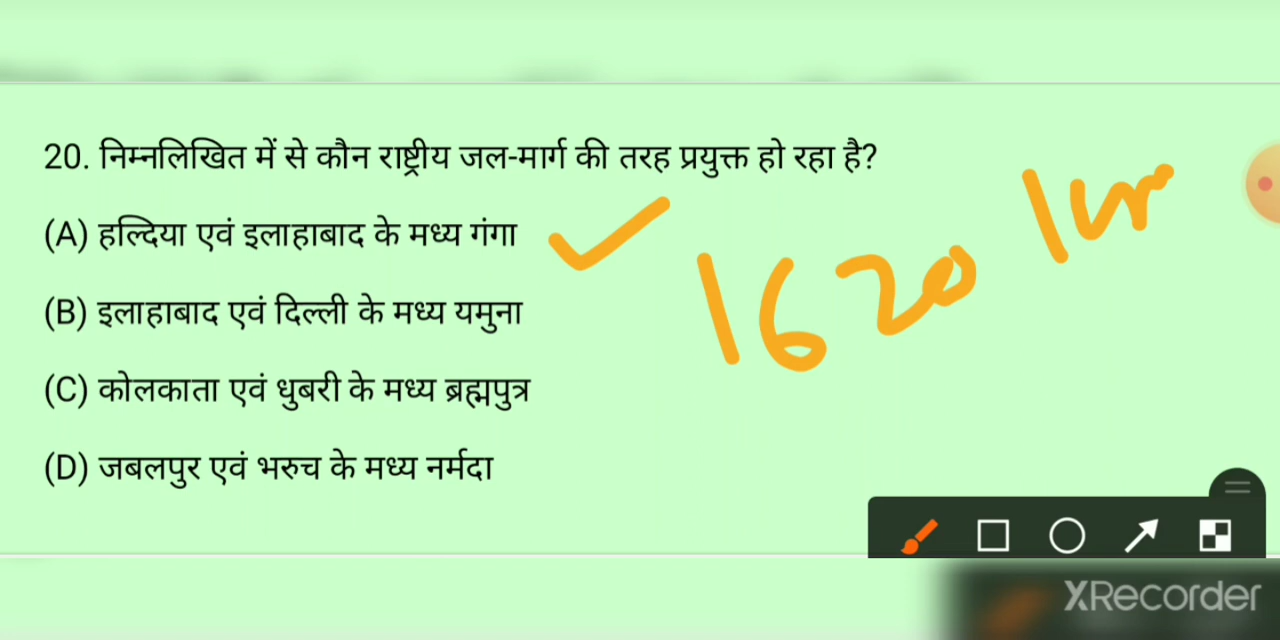 20. निम्नलिखित में से कौन राष्ट्रीय जल-मार्ग की तरह प्रयुक्त हो रहा है?
(A) हल्दिया एवं इलाहाबाद के मध्य गंगा
(B) इलाहाबाद एवं दिल्ली के मध्य यमुना
(C) कोलकाता एवं धुबरी के मध्य ब्रह्मपुत्र
(D) जबलपुर एवं भरुच के मध्य नर्मदा
1620 km
XRecorder